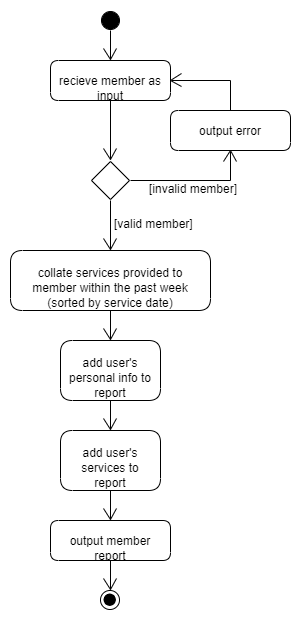 recieve member as
input
output error
[invalid member]
[valid member]
collate services provided to
member within the past week
(sorted by service date)
add user's
personal info to
report
add user's
services to
report
output member
report